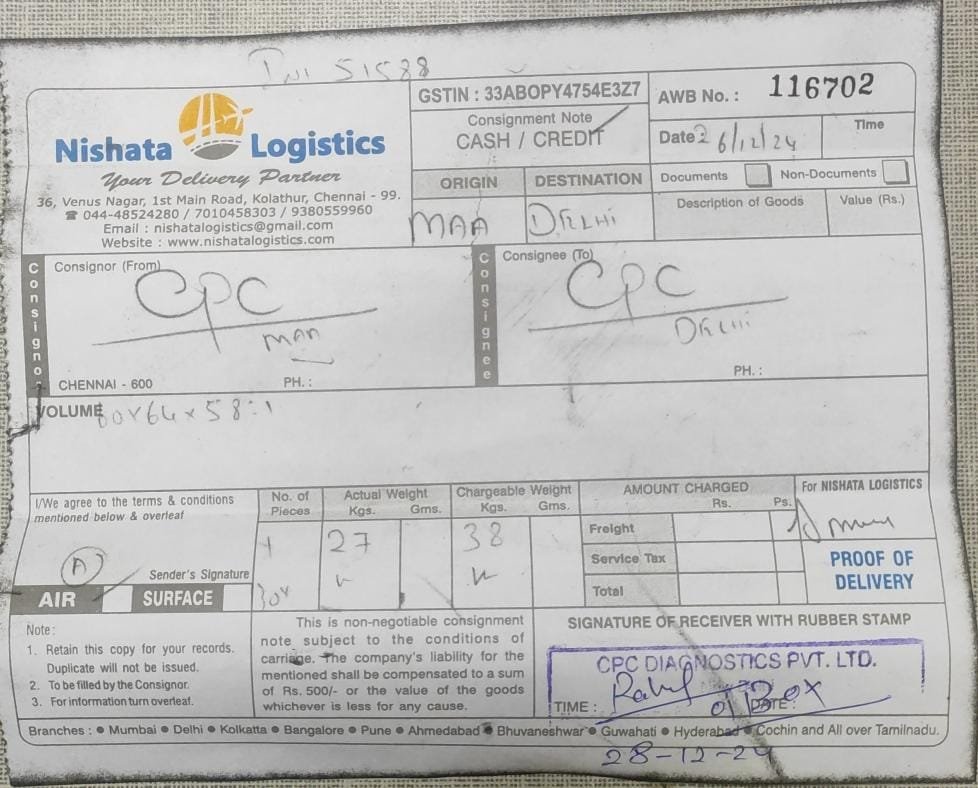 Inv 51588
Nishata Logistics
Your Delivery Partner
36, Venus Nagar, 1st Main Road, Kolathur, Chennai - 99.
☎ 044-48524280 / 7010458303 / 9380559960
Email : nishatalogistics@gmail.com
Website : www.nishatalogistics.com
GSTIN : 33ABOPY4754E3Z7
Consignment Note
CASH / CREDIT
AWB No. : 116702
Date 26/12/24 Time
ORIGIN DESTINATION
MAA DELHI
Documents Non-Documents
Description of Goods Value (Rs.)
Consignor
Consignor (From)
CPC
MAA
CHENNAI - 600 PH. :
Consignee
Consignee (To)
CPC
DELHI
PH. :
VOLUME 60x64x58:1
I/We agree to the terms & conditions
mentioned below & overleaf
A
Sender's Signature
AIR SURFACE
No. of Pieces
1
Box
Actual Weight
Kgs. Gms.
27
Chargeable Weight
Kgs. Gms.
38
AMOUNT CHARGED
Rs. Ps.
Freight
Service Tax
Total
For NISHATA LOGISTICS
PROOF OF
DELIVERY
Note :
1. Retain this copy for your records.
Duplicate will not be issued.
2. To be filled by the Consignor.
3. For information turn overleaf.
This is non-negotiable consignment
note subject to the conditions of
carriage. The company's liability for the
mentioned shall be compensated to a sum
of Rs. 500/- or the value of the goods
whichever is less for any cause.
SIGNATURE OF RECEIVER WITH RUBBER STAMP
CPC DIAGNOSTICS PVT. LTD.
Rahul
01 Box
TIME : DATE :
Branches : ● Mumbai ● Delhi ● Kolkatta ● Bangalore ● Pune ● Ahmedabad ● Bhuvaneshwar ● Guwahati ● Hyderabad ● Cochin and All over Tamilnadu.
28-12-24